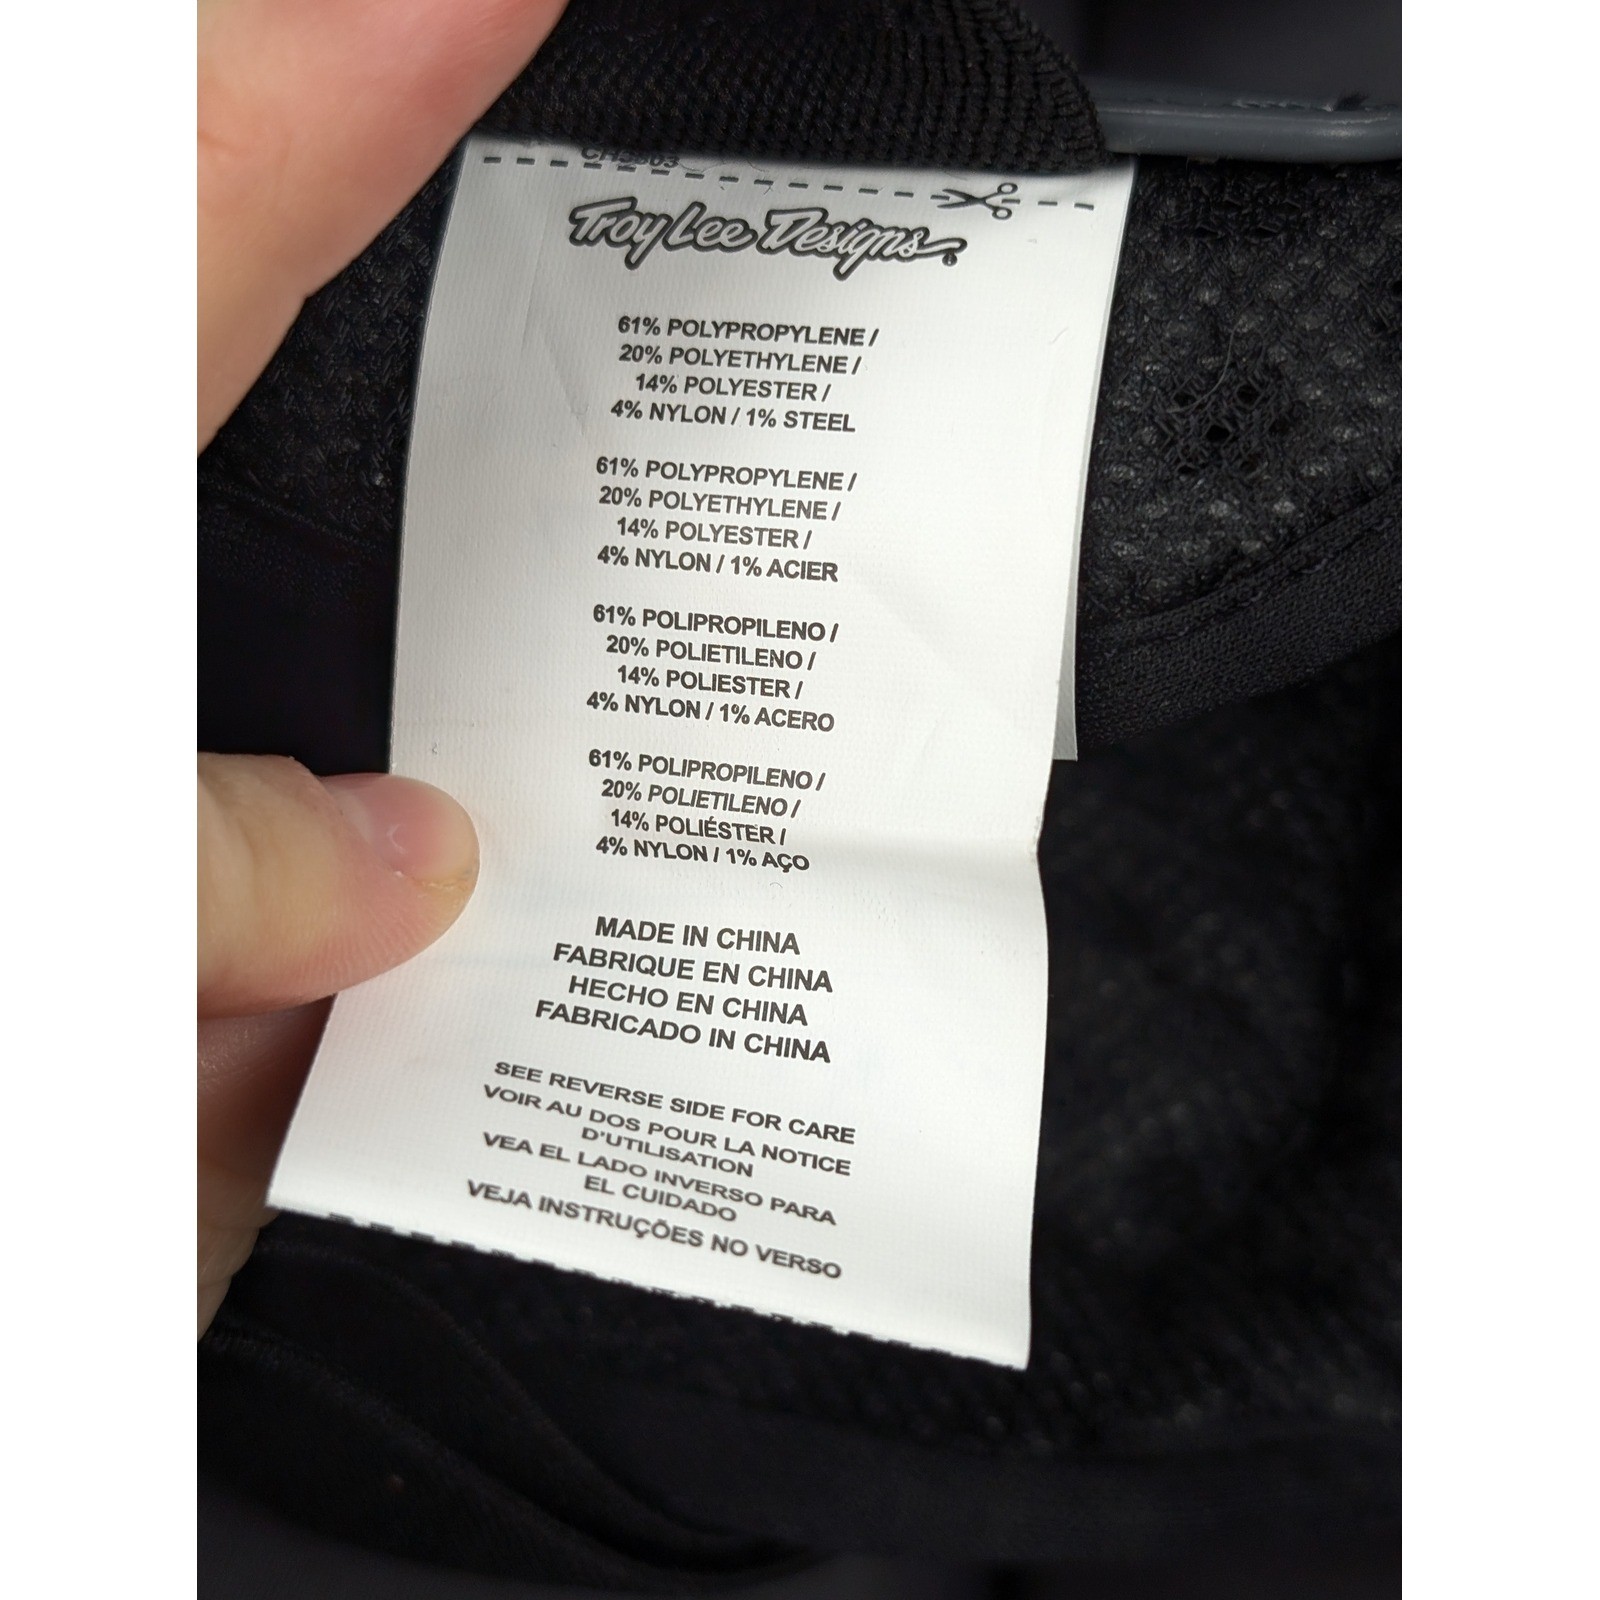 Troy Lee Designs
61% POLYPROPYLENE /
20% POLYETHYLENE /
14% POLYESTER /
4% NYLON / 1% STEEL
61% POLYPROPYLENE /
20% POLYETHYLENE /
14% POLYESTER /
4% NYLON / 1% ACIER
61% POLIPROPILENO /
20% POLIETILENO /
14% POLIESTER /
4% NYLON / 1% ACERO
61% POLIPROPILENO /
20% POLIETILENO /
14% POLIÉSTER /
4% NYLON / 1% AÇO
MADE IN CHINA
FABRIQUE EN CHINA
HECHO EN CHINA
FABRICADO IN CHINA
SEE REVERSE SIDE FOR CARE
VOIR AU DOS POUR LA NOTICE
D'UTILISATION
VEA EL LADO INVERSO PARA
EL CUIDADO
VEJA INSTRUÇÕES NO VERSO